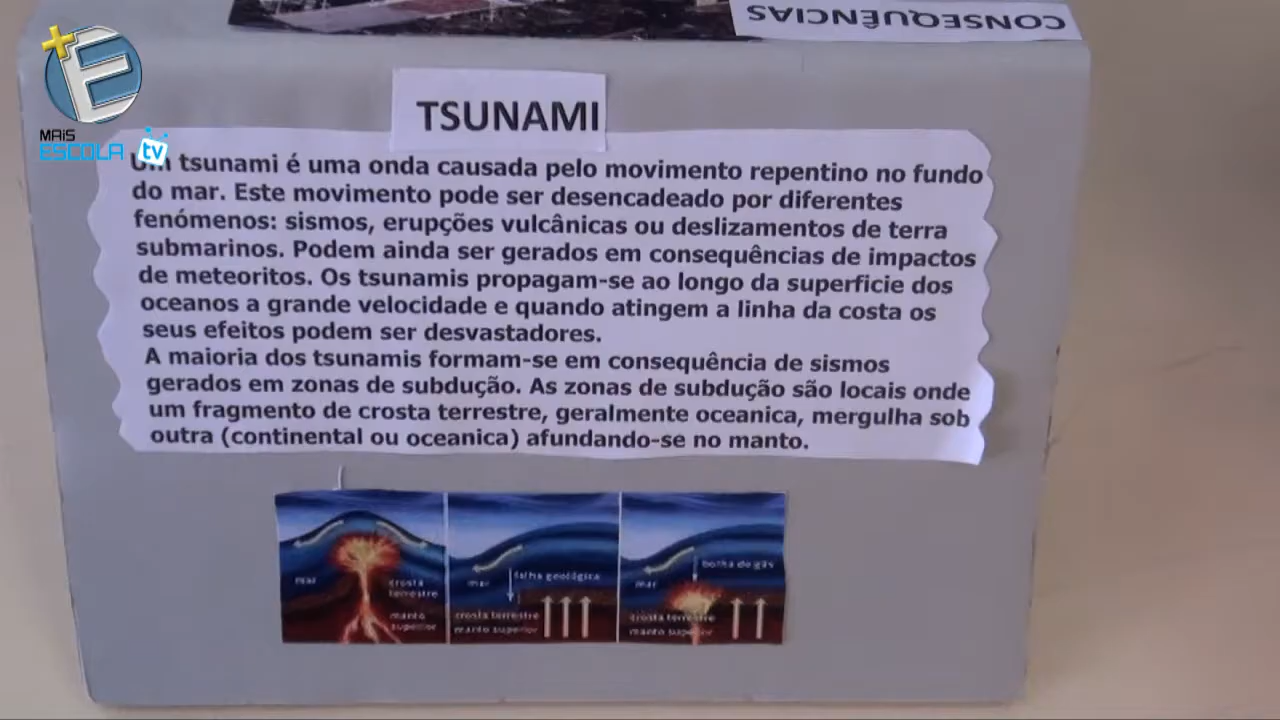 CONSEQUÊNCIAS
MAIS
ESCOLA tv
TSUNAMI
Um tsunami é uma onda causada pelo movimento repentino no fundo
do mar. Este movimento pode ser desencadeado por diferentes
fenómenos: sismos, erupções vulcânicas ou deslizamentos de terra
submarinos. Podem ainda ser gerados em consequências de impactos
de meteoritos. Os tsunamis propagam-se ao longo da superficie dos
oceanos a grande velocidade e quando atingem a linha da costa os
seus efeitos podem ser desvastadores.
A maioria dos tsunamis formam-se em consequência de sismos
gerados em zonas de subdução. As zonas de subdução são locais onde
um fragmento de crosta terrestre, geralmente oceanica, mergulha sob
outra (continental ou oceanica) afundando-se no manto.
mar
crosta
terrestre
manto
superior
mar
falha geológica
crosta terrestre
manto superior
bolha de gás
mar
crosta terrestre
manto superior